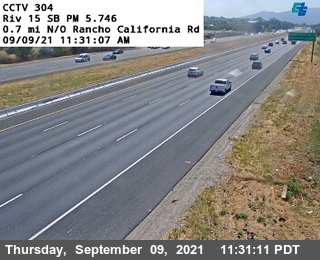 CCTV 304
Riv 15 SB PM 5.746
0.7 mi N/O Rancho California Rd
09/09/21 11:31:07 AM
Thursday, September 09, 2021 11:31:11 PDT